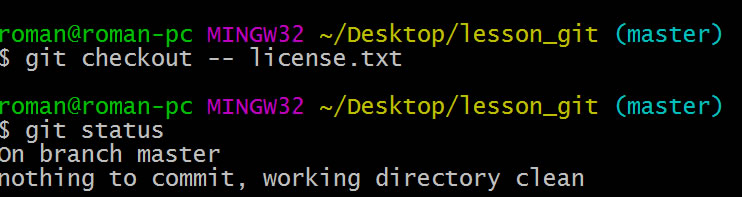 roman@roman-pc MINGW32 ~/Desktop/lesson_git (master)
$ git checkout -- license.txt
roman@roman-pc MINGW32 ~/Desktop/lesson_git (master)
$ git status
On branch master
nothing to commit, working directory clean